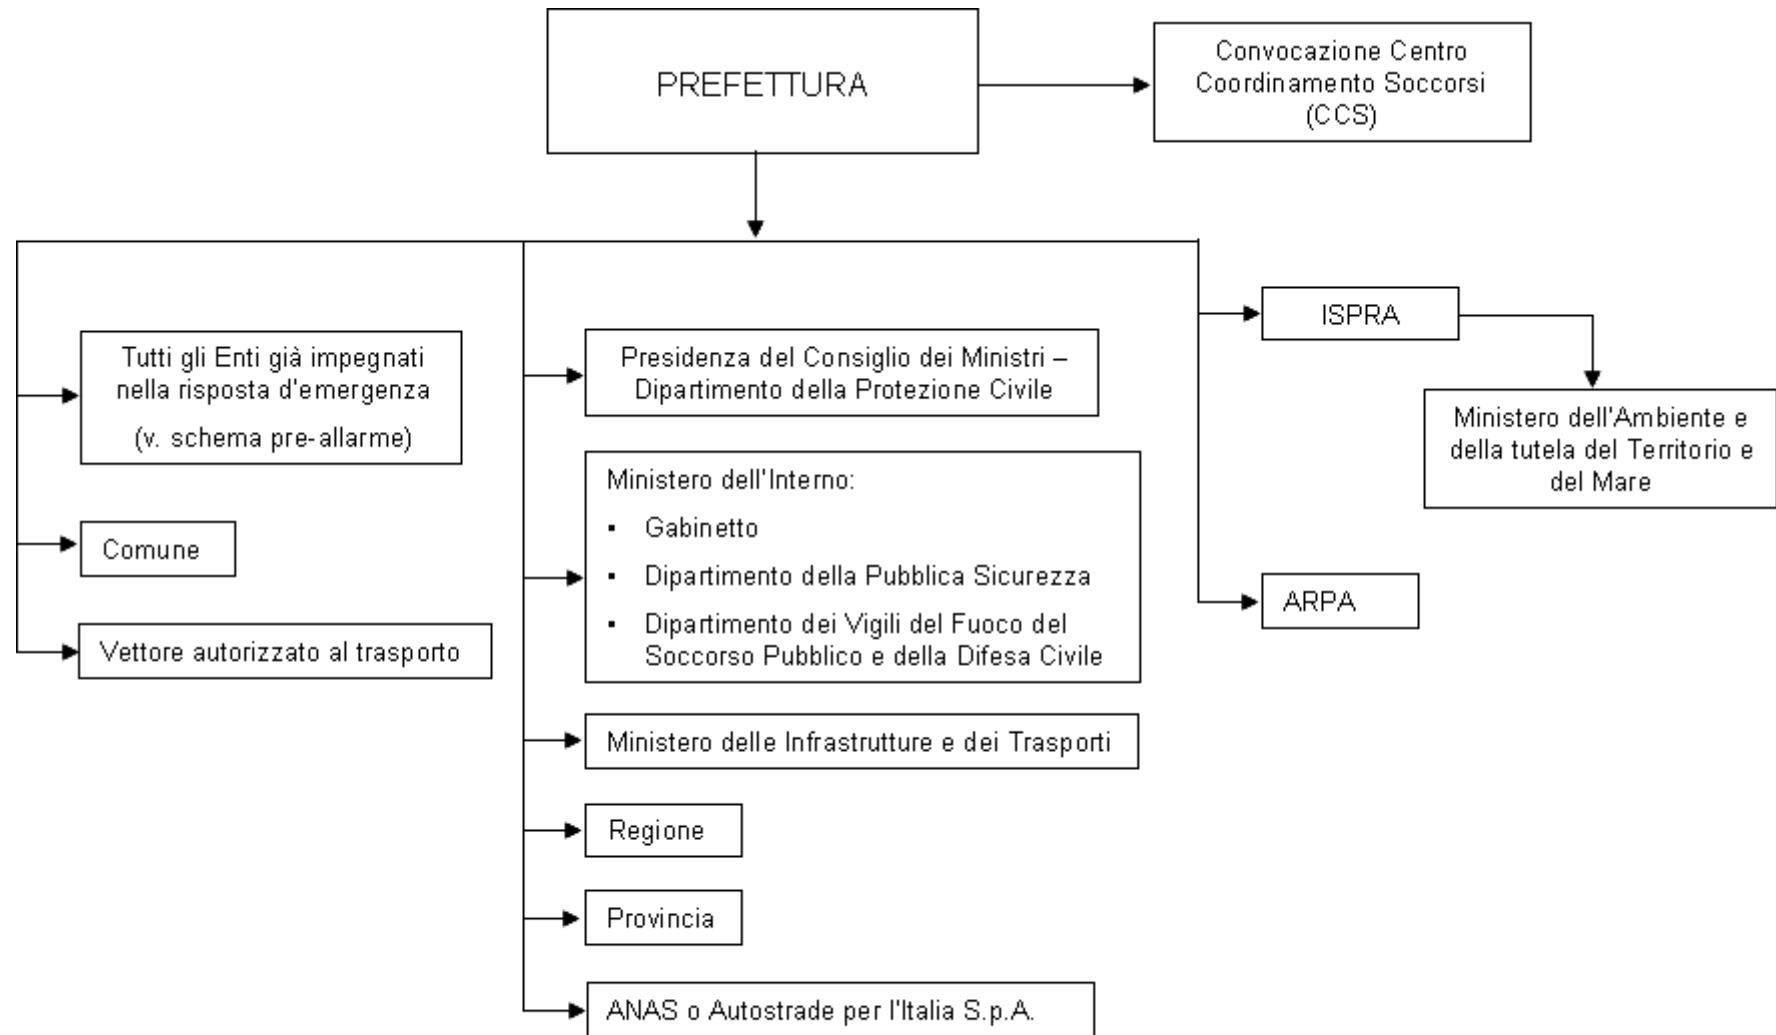 PREFETTURA
Convocazione Centro
Coordinamento Soccorsi
(CCS)
Tutti gli Enti già impegnati
nella risposta d'emergenza
(v. schema pre-allarme)
Comune
Vettore autorizzato al trasporto
Presidenza del Consiglio dei Ministri –
Dipartimento della Protezione Civile
Ministero dell'Interno:
▪ Gabinetto
▪ Dipartimento della Pubblica Sicurezza
▪ Dipartimento dei Vigili del Fuoco del
Soccorso Pubblico e della Difesa Civile
Ministero delle Infrastrutture e dei Trasporti
Regione
Provincia
ANAS o Autostrade per l'Italia S.p.A.
ISPRA
Ministero dell'Ambiente e
della tutela del Territorio e
del Mare
ARPA